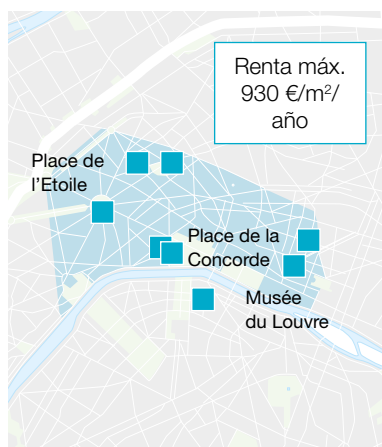 Renta máx.
930 €/m²/
año
Place de
l’Etoile
Place de la
Concorde
Musée
du Louvre